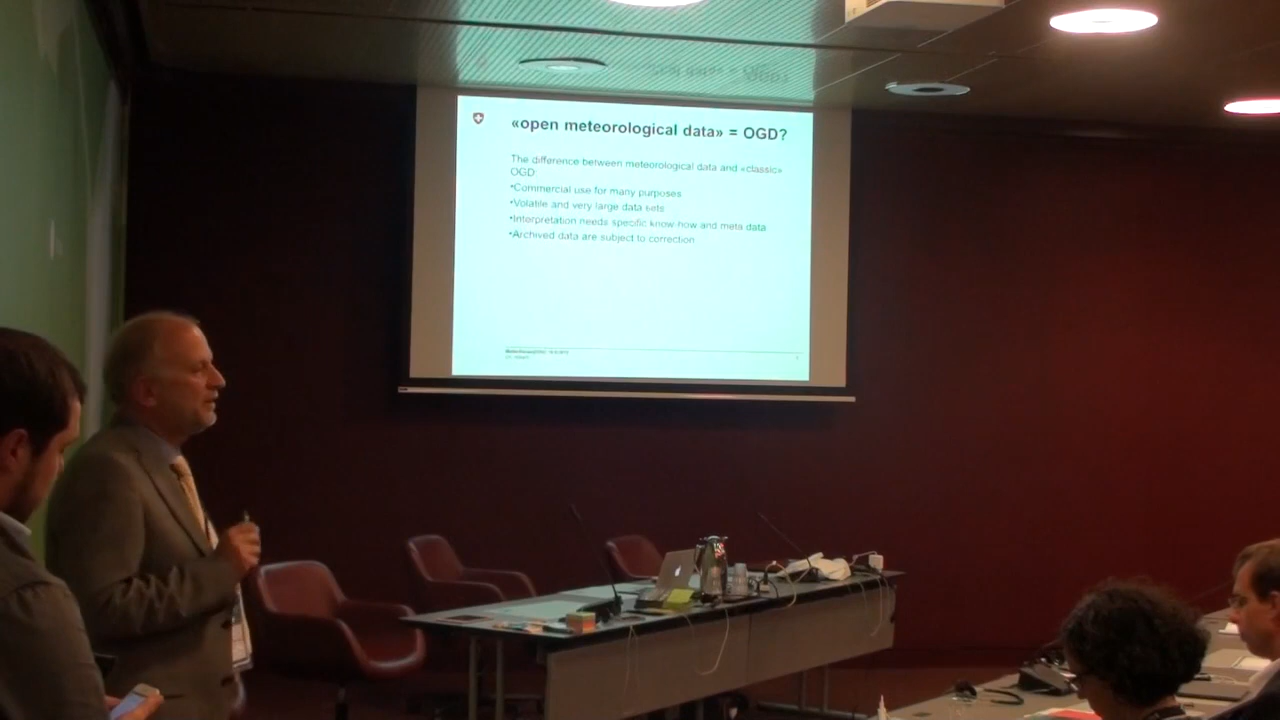 «open meteorological data» = OGD?
The difference between meteorological data and «classic»
OGD:
•Commercial use for many purposes
•Volatile and very large data sets
•Interpretation needs specific know-how and meta data
•Archived data are subject to correction